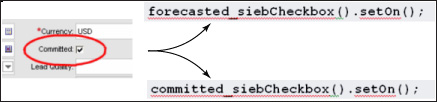 *Currency: USD
Committed:
Lead Quality:
forecasted_siebCheckbox().setOn();
committed_siebCheckbox().setOn();